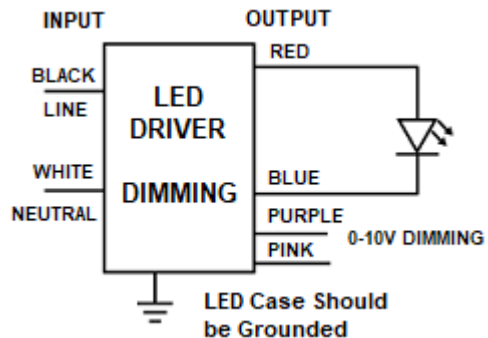 INPUT
OUTPUT
BLACK
LINE
WHITE
NEUTRAL
LED
DRIVER
DIMMING
RED
BLUE
PURPLE
PINK
0-10V DIMMING
LED Case Should
be Grounded